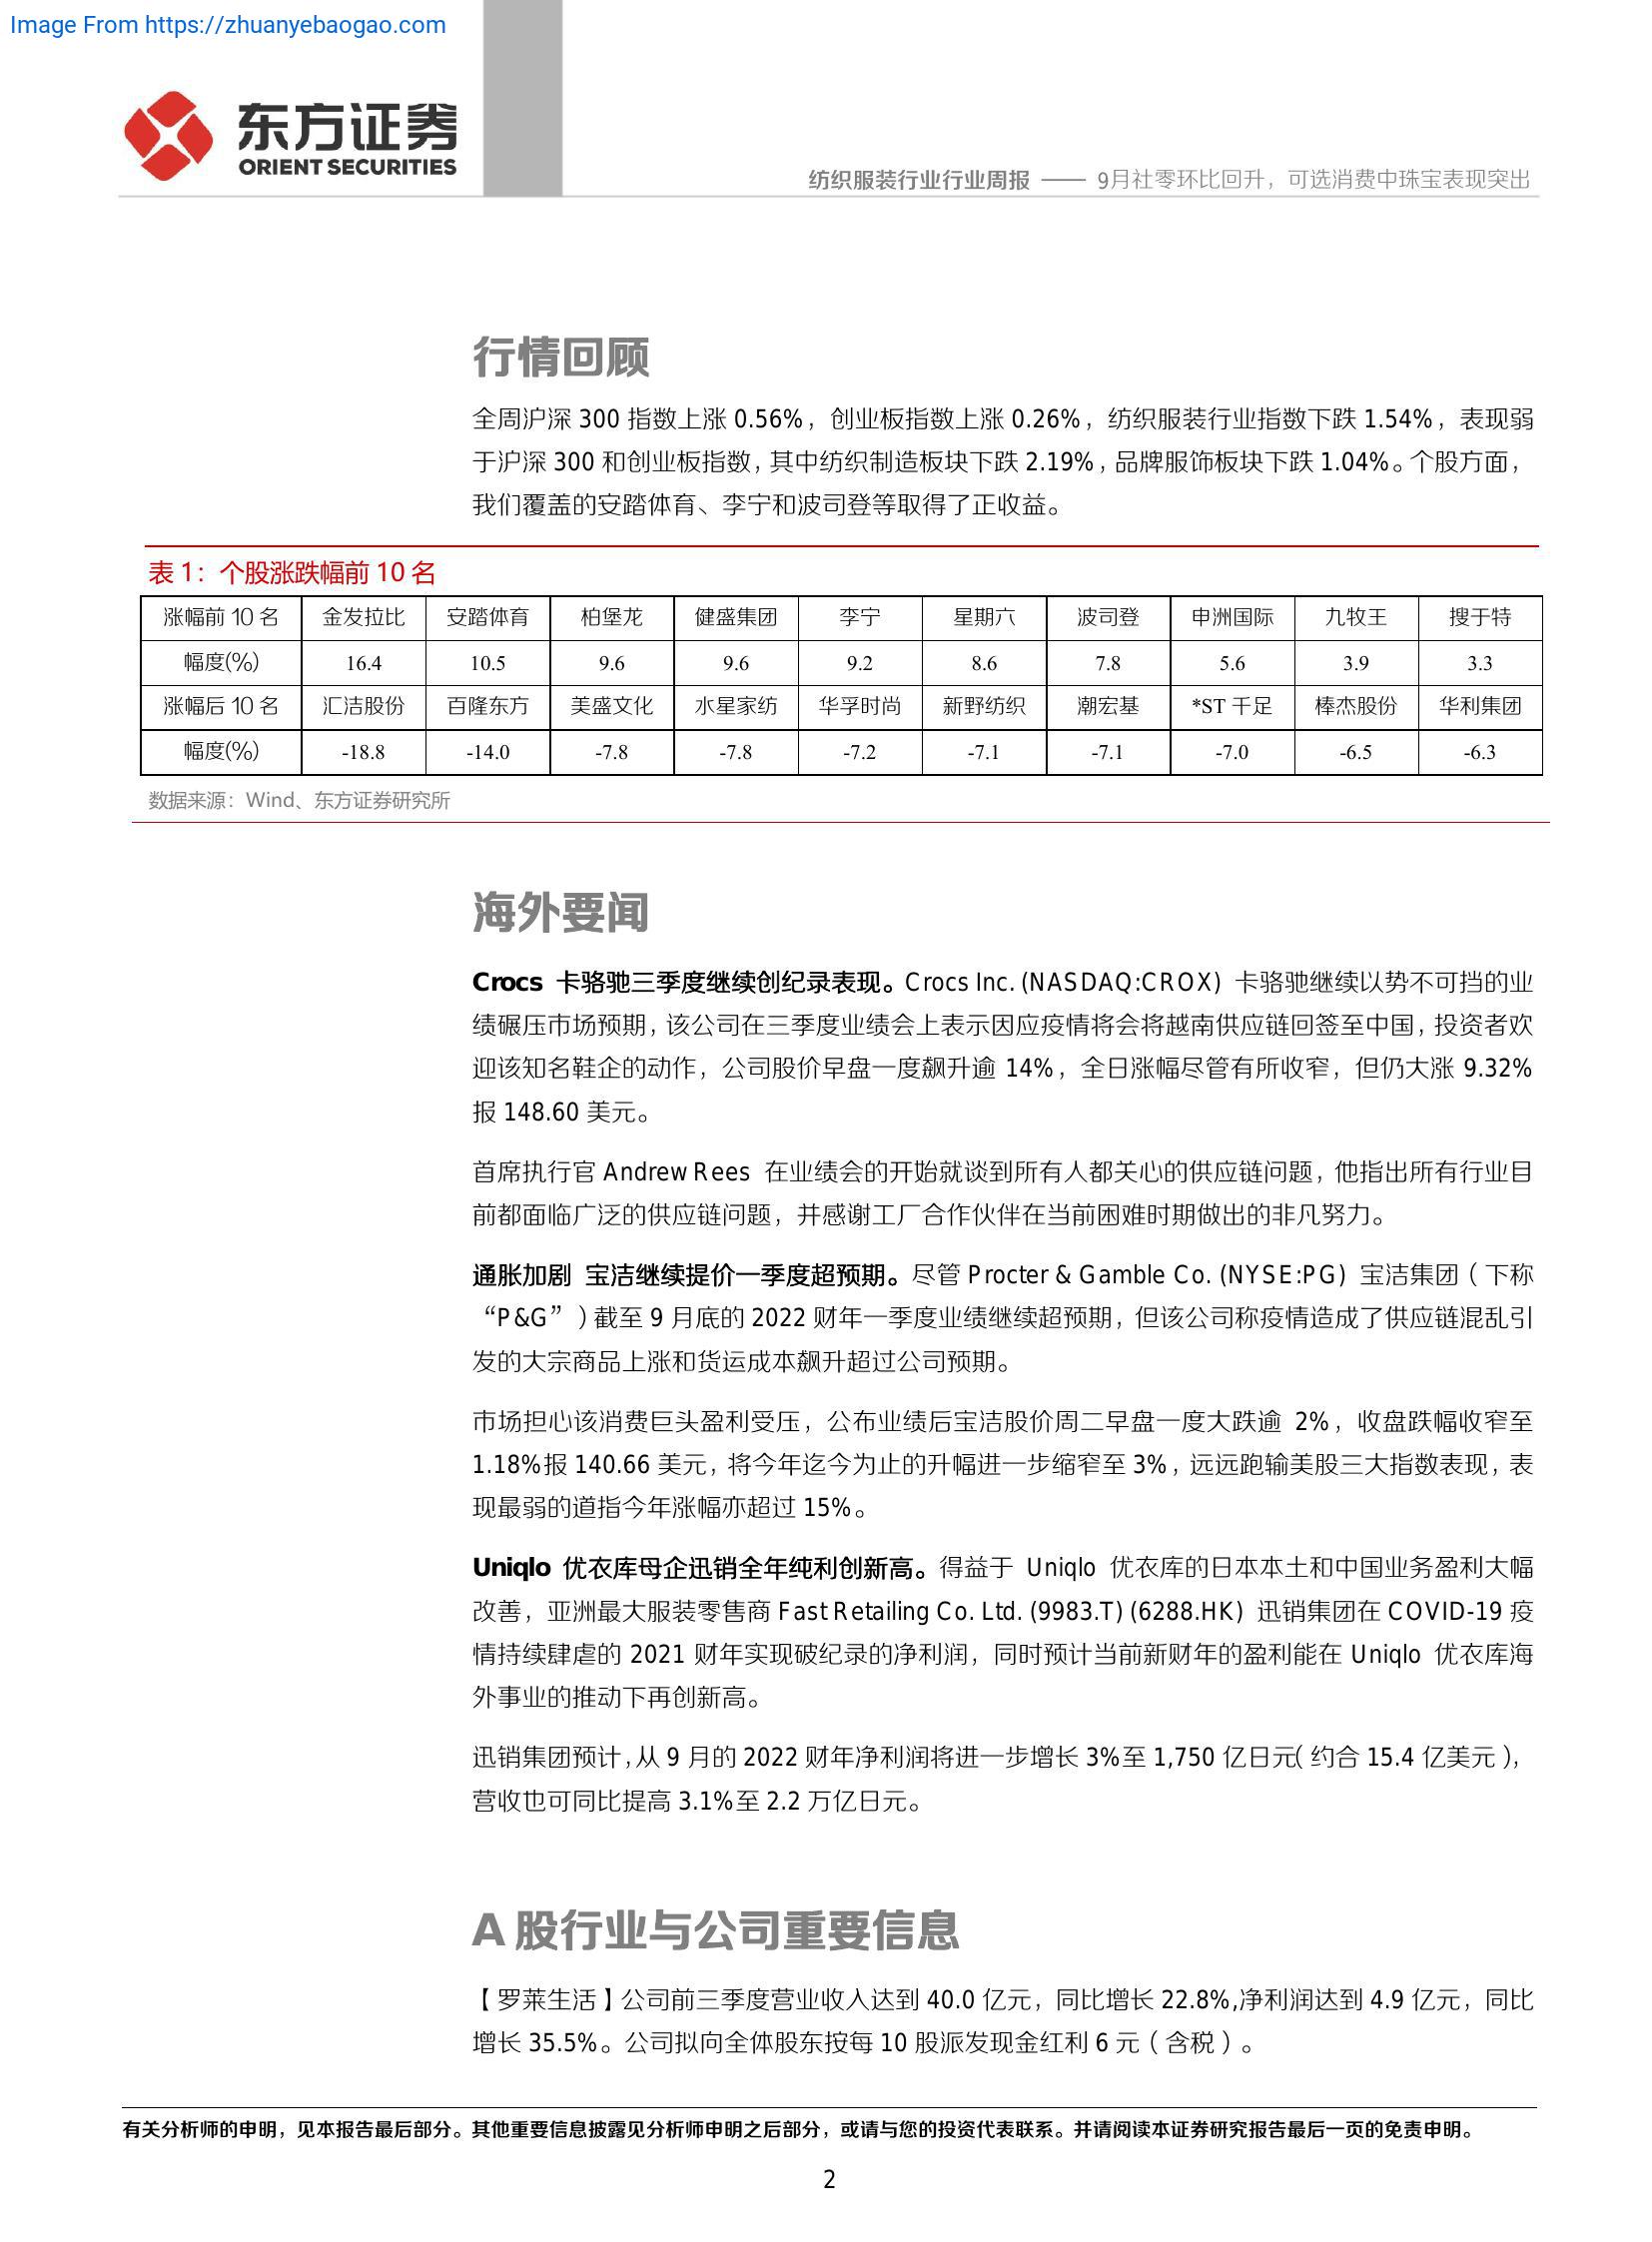 Image From https://zhuanyebaogao.com
东方证券
ORIENT SECURITIES
纺织服装行业行业周报 —— 9月社零环比回升，可选消费中珠宝表现突出
行情回顾
全周沪深 300 指数上涨 0.56%，创业板指数上涨 0.26%，纺织服装行业指数下跌 1.54%，表现弱
于沪深 300 和创业板指数，其中纺织制造板块下跌 2.19%，品牌服饰板块下跌 1.04%。个股方面，
我们覆盖的安踏体育、李宁和波司登等取得了正收益。
表 1：个股涨跌幅前 10 名
涨幅前 10 名 金发拉比 安踏体育 柏堡龙 健盛集团 李宁 星期六 波司登 申洲国际 九牧王 搜于特
幅度(%) 16.4 10.5 9.6 9.6 9.2 8.6 7.8 5.6 3.9 3.3
涨幅后 10 名 汇洁股份 百隆东方 美盛文化 水星家纺 华孚时尚 新野纺织 潮宏基 *ST 千足 棒杰股份 华利集团
幅度(%) -18.8 -14.0 -7.8 -7.8 -7.2 -7.1 -7.1 -7.0 -6.5 -6.3
数据来源：Wind、东方证券研究所
海外要闻
Crocs 卡骆驰三季度继续创纪录表现。Crocs Inc. (NASDAQ:CROX) 卡骆驰继续以势不可挡的业
绩碾压市场预期，该公司在三季度业绩会上表示因应疫情将会将越南供应链回签至中国，投资者欢
迎该知名鞋企的动作，公司股价早盘一度飙升逾 14%，全日涨幅尽管有所收窄，但仍大涨 9.32%
报 148.60 美元。
首席执行官 Andrew Rees 在业绩会的开始就谈到所有人都关心的供应链问题，他指出所有行业目
前都面临广泛的供应链问题，并感谢工厂合作伙伴在当前困难时期做出的非凡努力。
通胀加剧 宝洁继续提价一季度超预期。尽管 Procter & Gamble Co. (NYSE:PG) 宝洁集团（下称
“P&G”）截至 9 月底的 2022 财年一季度业绩继续超预期，但该公司称疫情造成了供应链混乱引
发的大宗商品上涨和货运成本飙升超过公司预期。
市场担心该消费巨头盈利受压，公布业绩后宝洁股价周二早盘一度大跌逾 2%，收盘跌幅收窄至
1.18%报 140.66 美元，将今年迄今为止的升幅进一步缩窄至 3%，远远跑输美股三大指数表现，表
现最弱的道指今年涨幅亦超过 15%。
Uniqlo 优衣库母企迅销全年纯利创新高。得益于 Uniqlo 优衣库的日本本土和中国业务盈利大幅
改善，亚洲最大服装零售商 Fast Retailing Co. Ltd. (9983.T) (6288.HK) 迅销集团在 COVID-19 疫
情持续肆虐的 2021 财年实现破纪录的净利润，同时预计当前新财年的盈利能在 Uniqlo 优衣库海
外事业的推动下再创新高。
迅销集团预计，从 9 月的 2022 财年净利润将进一步增长 3%至 1,750 亿日元（约合 15.4 亿美元），
营收也可同比提高 3.1%至 2.2 万亿日元。
A 股行业与公司重要信息
【罗莱生活】公司前三季度营业收入达到 40.0 亿元，同比增长 22.8%,净利润达到 4.9 亿元，同比
增长 35.5%。公司拟向全体股东按每 10 股派发现金红利 6 元（含税）。
有关分析师的申明，见本报告最后部分。其他重要信息披露见分析师申明之后部分，或请与您的投资代表联系。并请阅读本证券研究报告最后一页的免责申明。
2